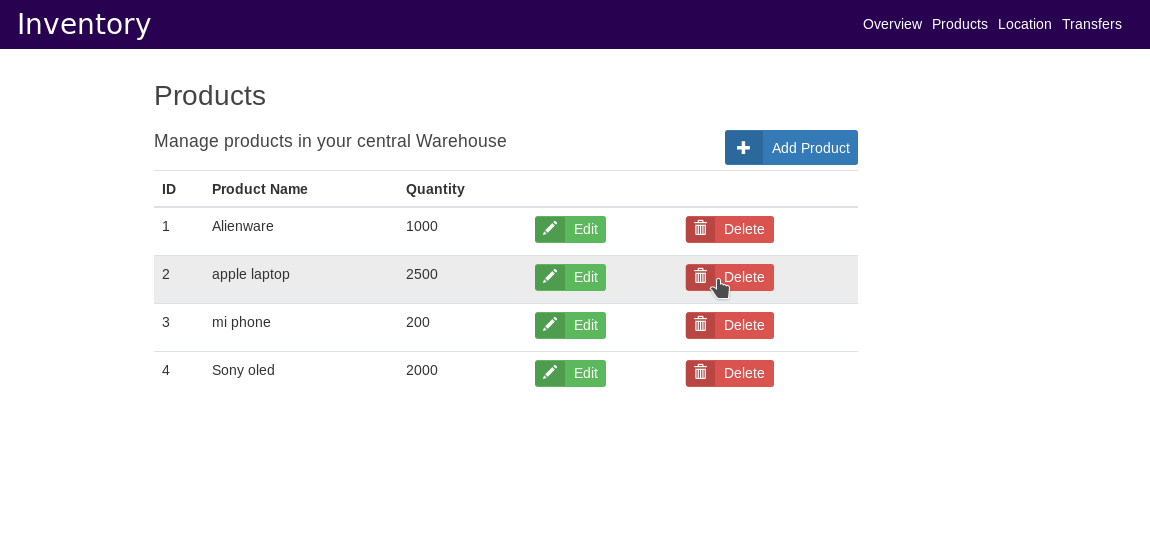 Inventory Overview Products Location Transfers
Products
Manage products in your central Warehouse Add Product
ID Product Name Quantity
1 Alienware 1000 Edit Delete
2 apple laptop 2500 Edit Delete
3 mi phone 200 Edit Delete
4 Sony oled 2000 Edit Delete